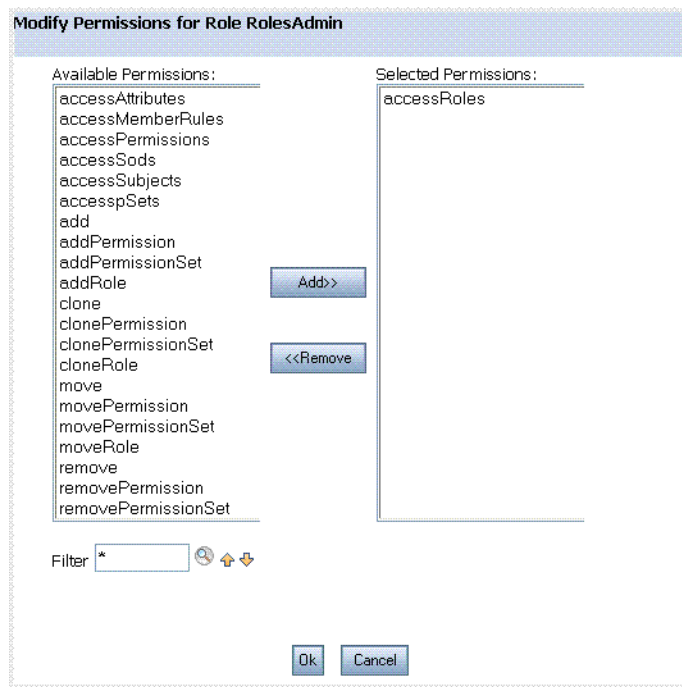 Modify Permissions for Role RolesAdmin
Available Permissions:
accessAttributes
accessMemberRules
accessPermissions
accessSods
accessSubjects
accesspSets
add
addPermission
addPermissionSet
addRole
clone
clonePermission
clonePermissionSet
cloneRole
move
movePermission
movePermissionSet
moveRole
remove
removePermission
removePermissionSet
Add>>
<<Remove
Selected Permissions:
accessRoles
Filter *
Ok Cancel